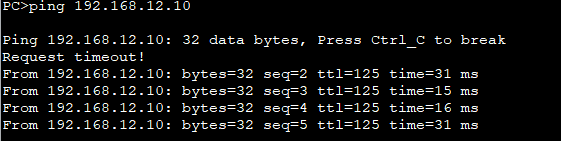 PC>ping 192.168.12.10
Ping 192.168.12.10: 32 data bytes, Press Ctrl_C to break
Request timeout!
From 192.168.12.10: bytes=32 seq=2 ttl=125 time=31 ms
From 192.168.12.10: bytes=32 seq=3 ttl=125 time=15 ms
From 192.168.12.10: bytes=32 seq=4 ttl=125 time=16 ms
From 192.168.12.10: bytes=32 seq=5 ttl=125 time=31 ms